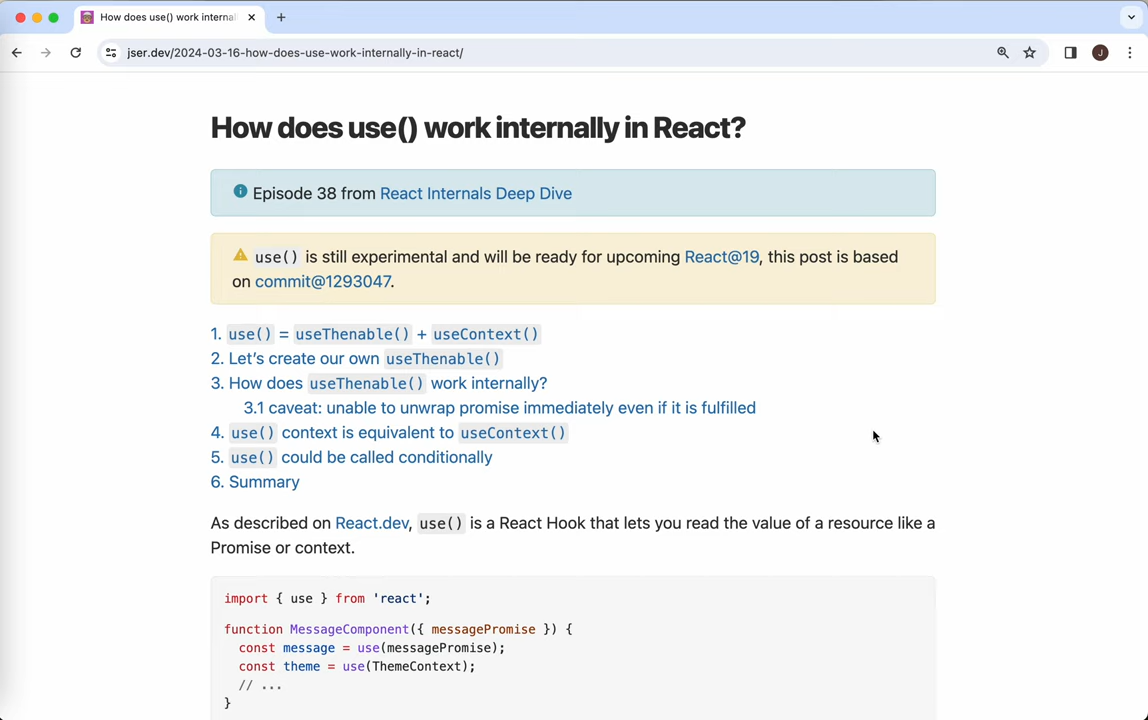 How does use() work interna
jser.dev/2024-03-16-how-does-use-work-internally-in-react/
J
How does use() work internally in React?
Episode 38 from React Internals Deep Dive
use() is still experimental and will be ready for upcoming React@19, this post is based
on commit@1293047.
1. use() = useThenable() + useContext()
2. Let’s create our own useThenable()
3. How does useThenable() work internally?
3.1 caveat: unable to unwrap promise immediately even if it is fulfilled
4. use() context is equivalent to useContext()
5. use() could be called conditionally
6. Summary
As described on React.dev, use() is a React Hook that lets you read the value of a resource like a
Promise or context.
import { use } from 'react';
function MessageComponent({ messagePromise }) {
const message = use(messagePromise);
const theme = use(ThemeContext);
// ...
}